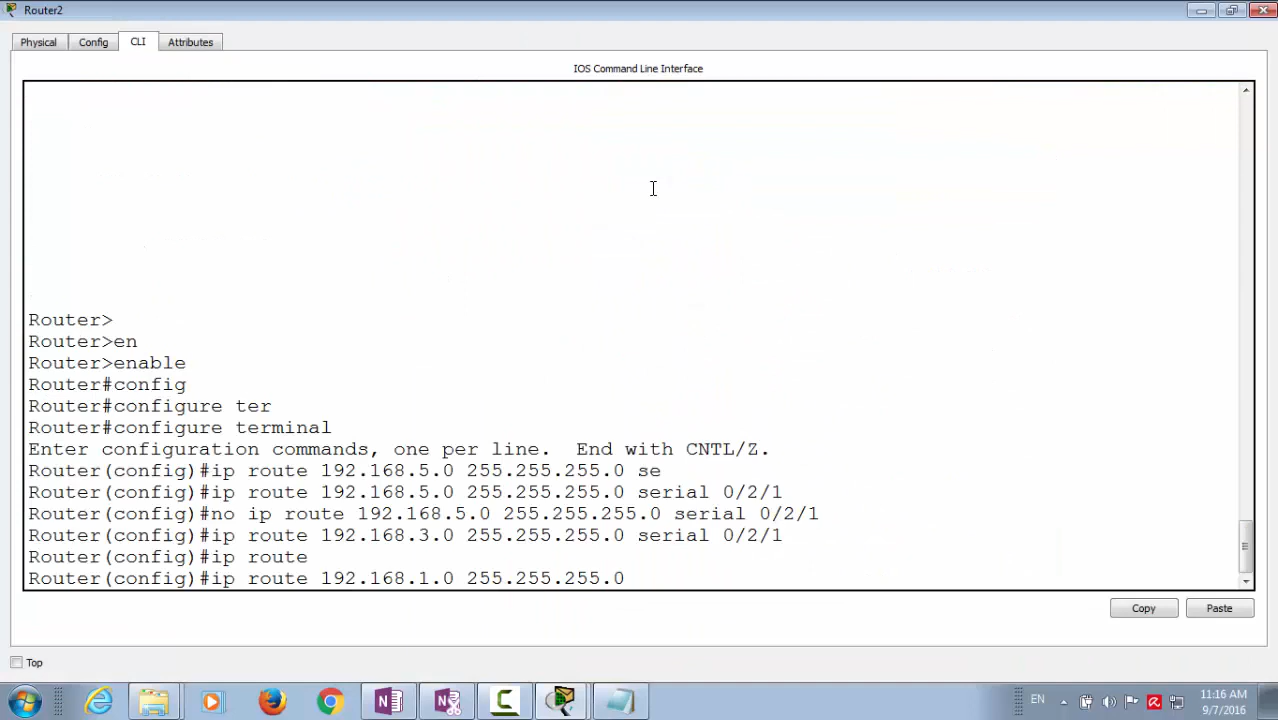 Router2
Physical
Config
CLI
Attributes
IOS Command Line Interface
Router>
Router>en
Router>enable
Router#config
Router#configure ter
Router#configure terminal
Enter configuration commands, one per line.  End with CNTL/Z.
Router(config)#ip route 192.168.5.0 255.255.255.0 se
Router(config)#ip route 192.168.5.0 255.255.255.0 serial 0/2/1
Router(config)#no ip route 192.168.5.0 255.255.255.0 serial 0/2/1
Router(config)#ip route 192.168.3.0 255.255.255.0 serial 0/2/1
Router(config)#ip route
Router(config)#ip route 192.168.1.0 255.255.255.0
Copy
Paste
Top
EN
11:16 AM
9/7/2016